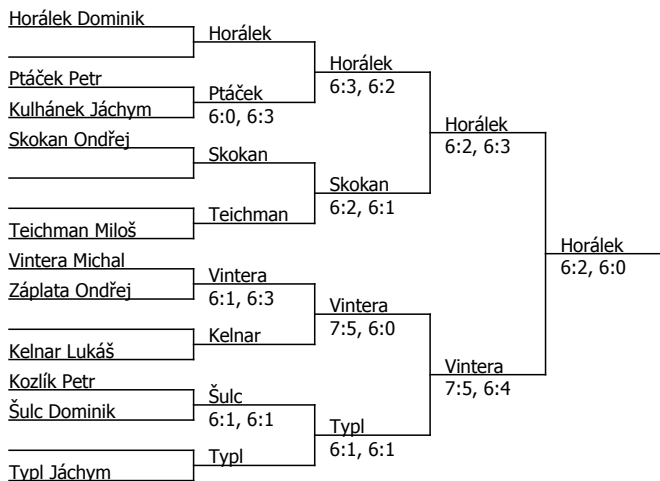 Horálek Dominik
Horálek
Horálek
6:3, 6:2
Ptáček Petr
Ptáček
6:0, 6:3
Kulhánek Jáchym
Horálek
6:2, 6:3
Skokan Ondřej
Skokan
Skokan
6:2, 6:1
Teichman
Teichman Miloš
Horálek
6:2, 6:0
Vintera Michal
Vintera
6:1, 6:3
Záplata Ondřej
Vintera
7:5, 6:0
Kelnar
Kelnar Lukáš
Vintera
7:5, 6:4
Kozlík Petr
Šulc
6:1, 6:1
Šulc Dominik
Typl
6:1, 6:1
Typl
Typl Jáchym